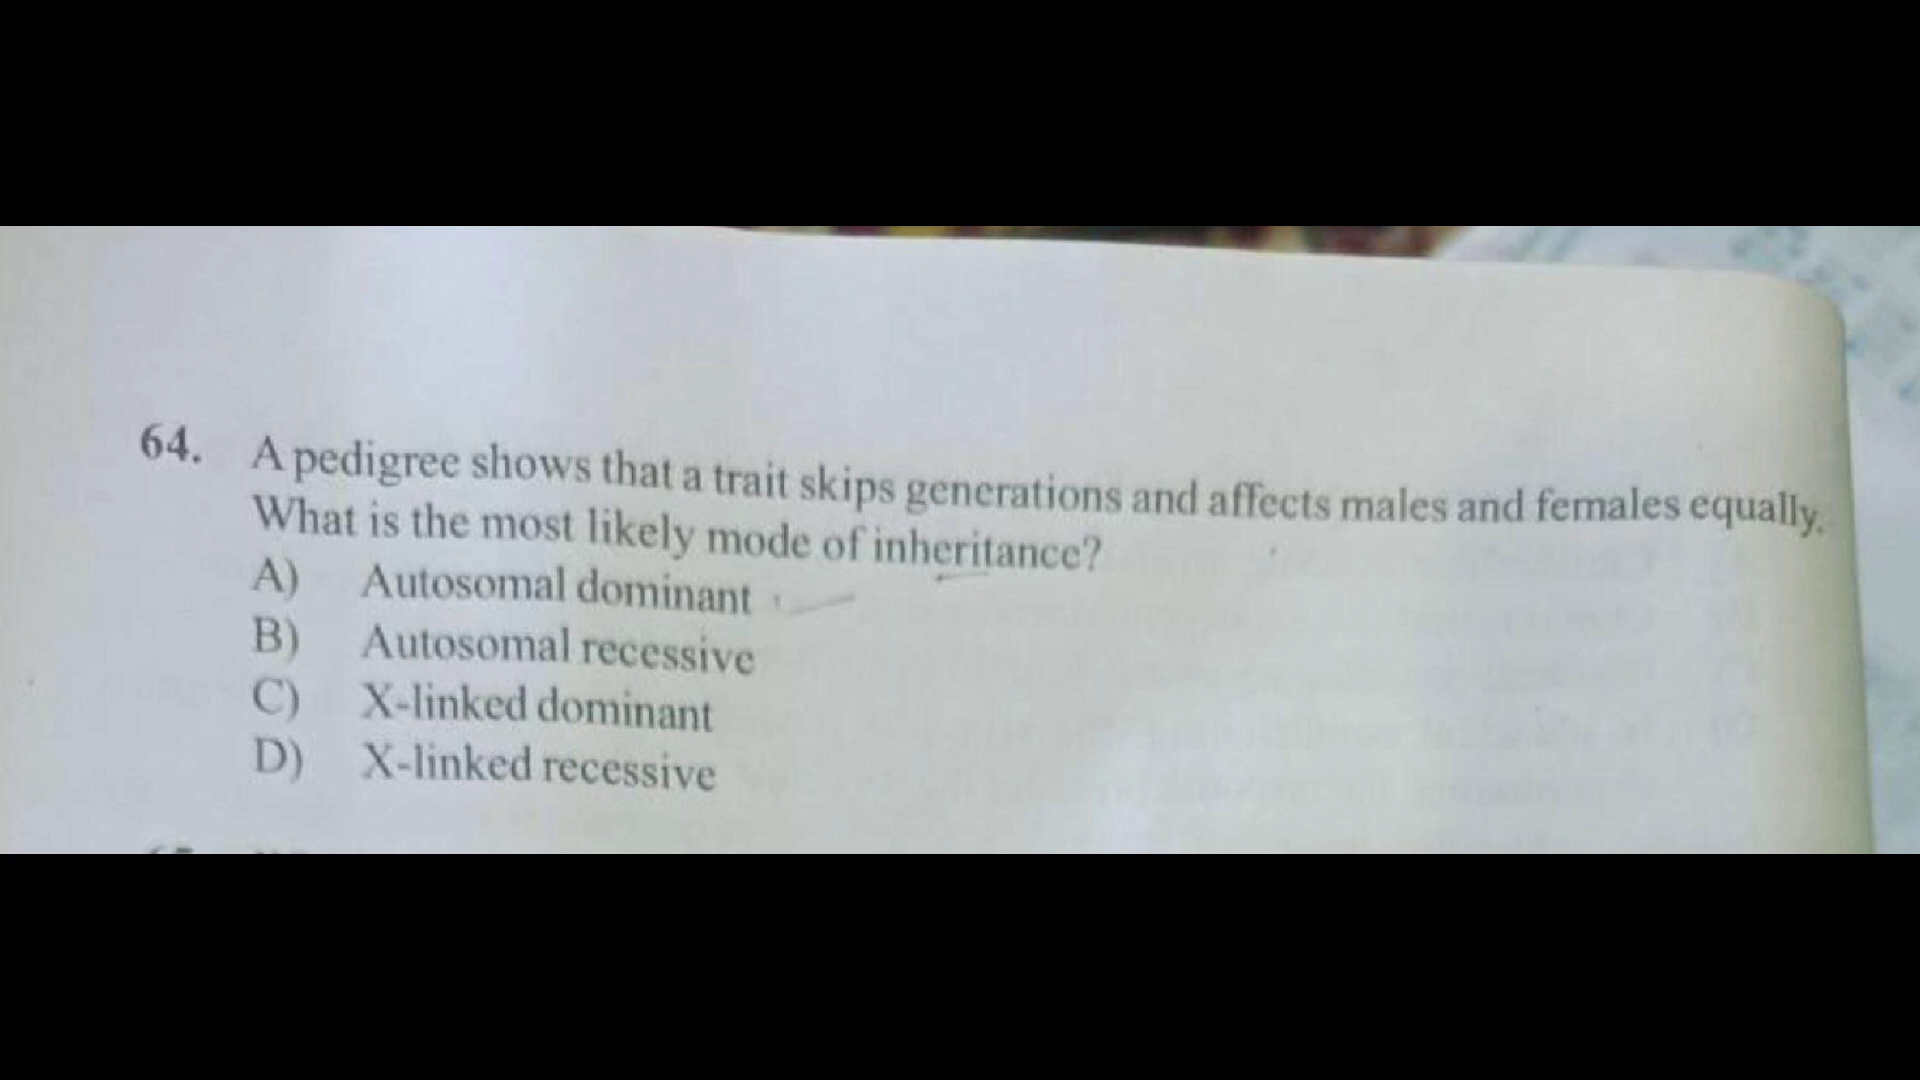 64. A pedigree shows that a trait skips generations and affects males and females equally.
What is the most likely mode of inheritance?
A) Autosomal dominant
B) Autosomal recessive
C) X-linked dominant
D) X-linked recessive